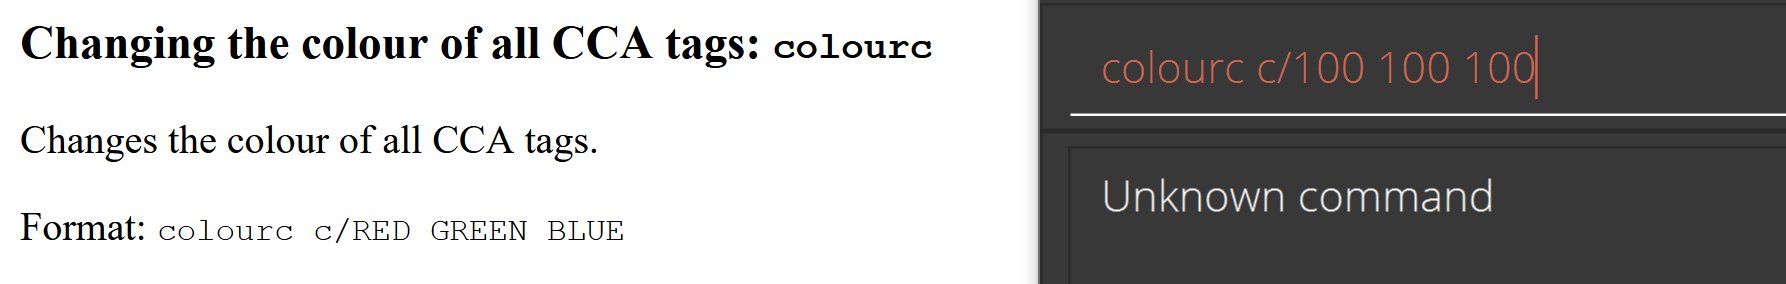 Changing the colour of all CCA tags: colourc
Changes the colour of all CCA tags.
Format: colourc c/RED GREEN BLUE
colourc c/100 100 100
Unknown command